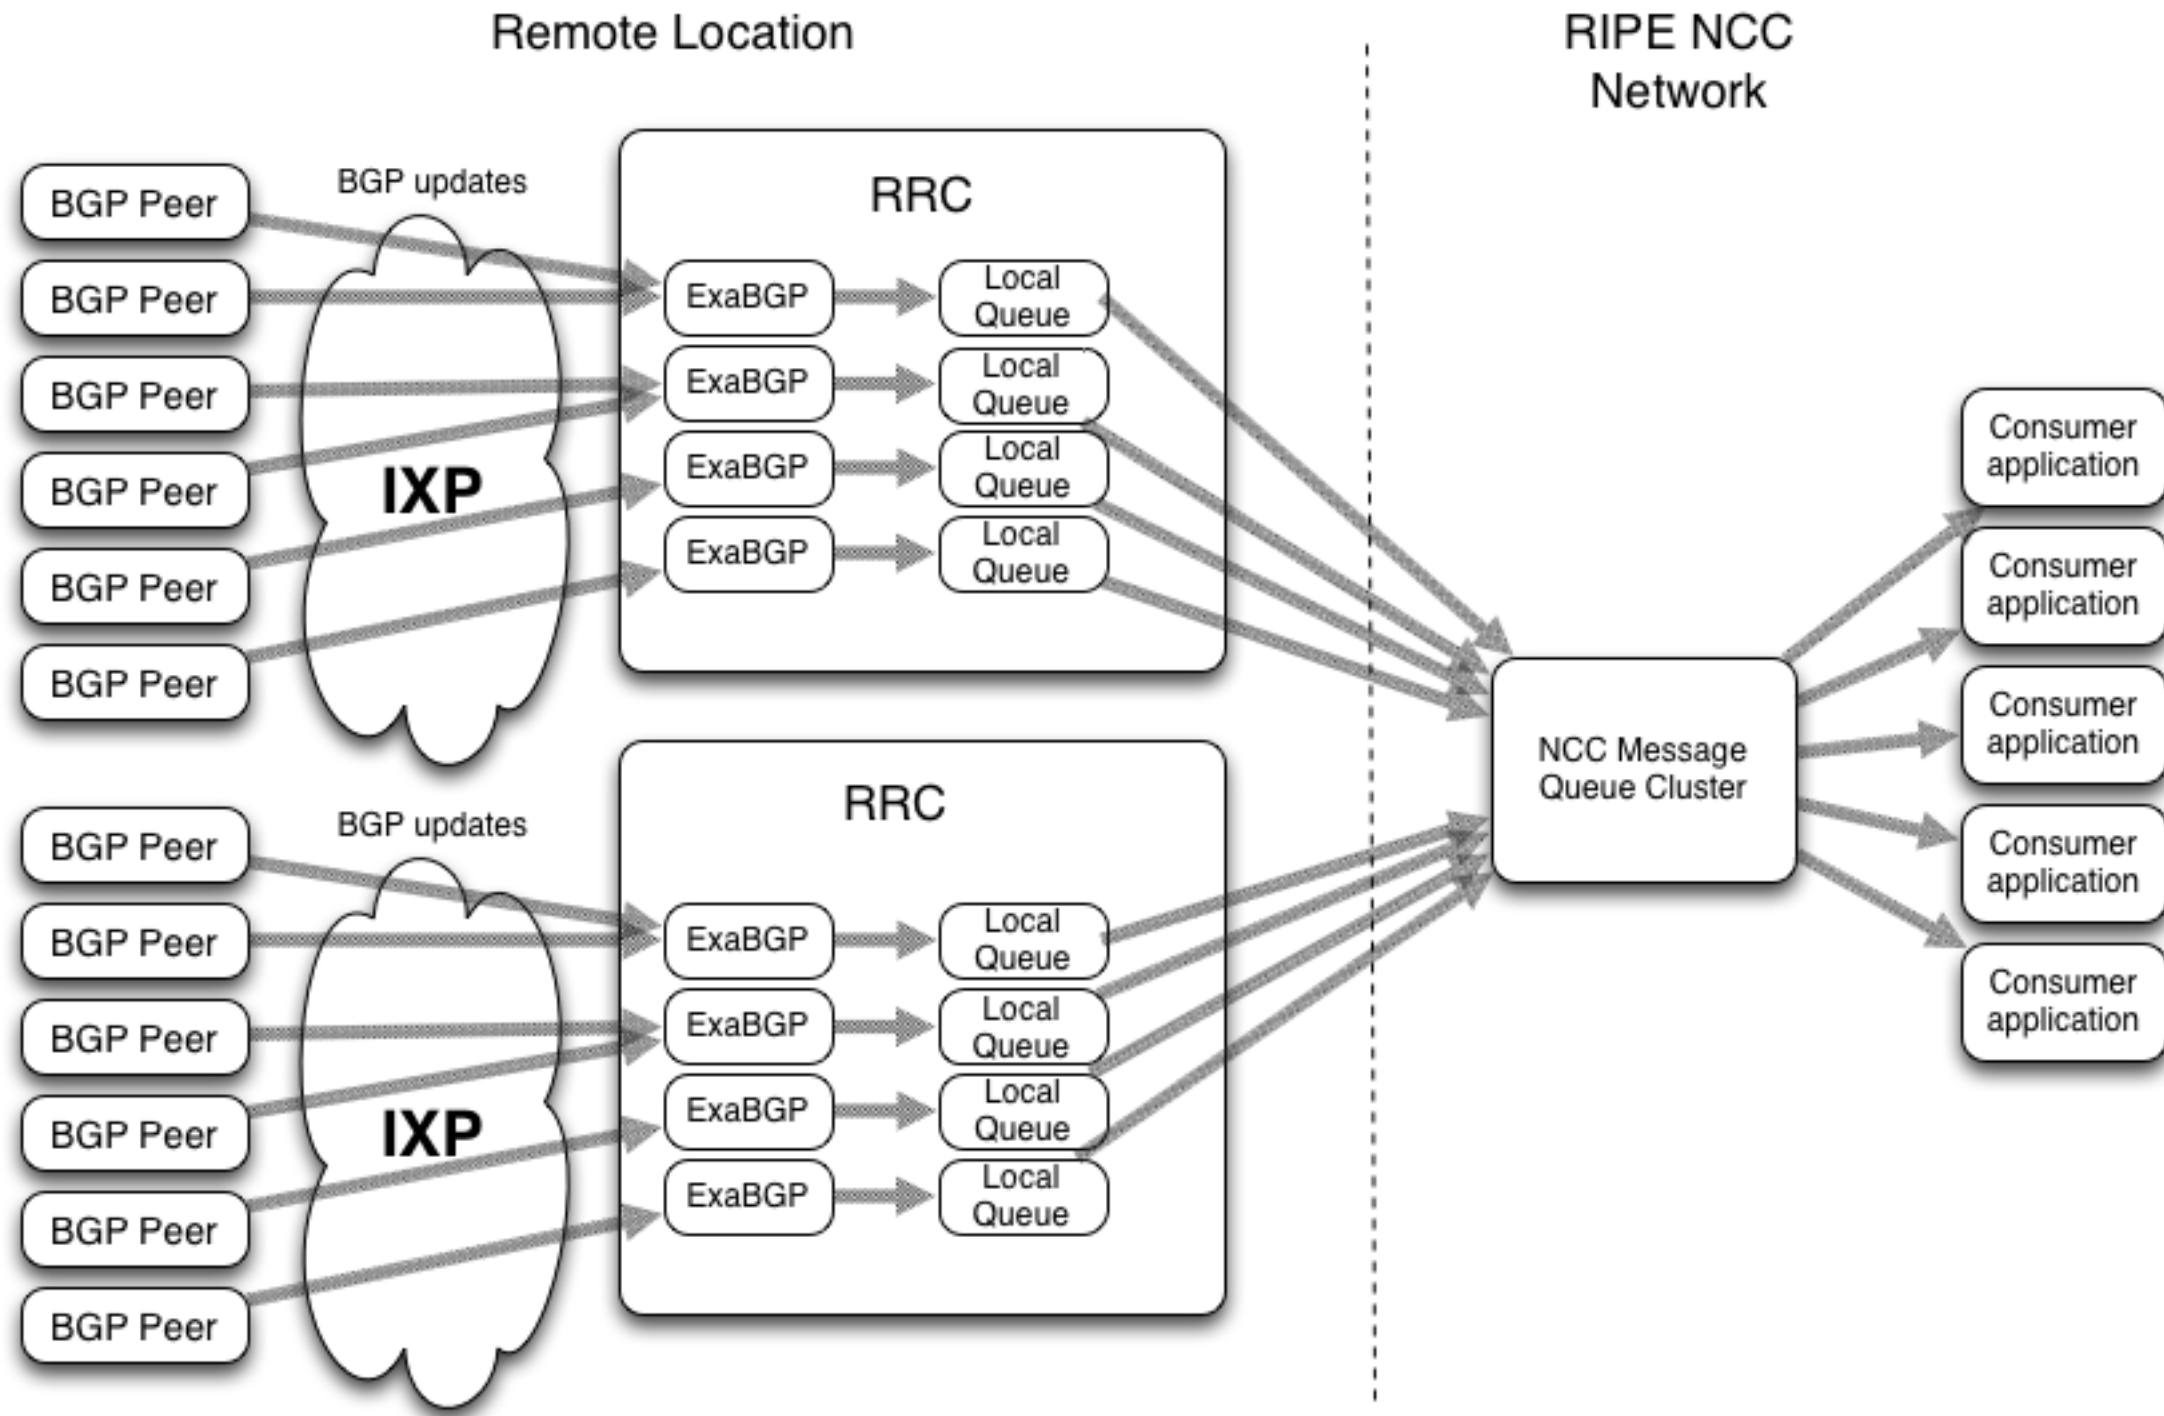 Remote Location
RIPE NCC
Network
BGP updates
RRC
BGP Peer
BGP Peer
BGP Peer
BGP Peer
BGP Peer
BGP Peer
IXP
ExaBGP
Local
Queue
ExaBGP
Local
Queue
ExaBGP
Local
Queue
ExaBGP
Local
Queue
BGP updates
RRC
BGP Peer
BGP Peer
BGP Peer
BGP Peer
BGP Peer
BGP Peer
IXP
ExaBGP
Local
Queue
ExaBGP
Local
Queue
ExaBGP
Local
Queue
ExaBGP
Local
Queue
NCC Message
Queue Cluster
Consumer
application
Consumer
application
Consumer
application
Consumer
application
Consumer
application